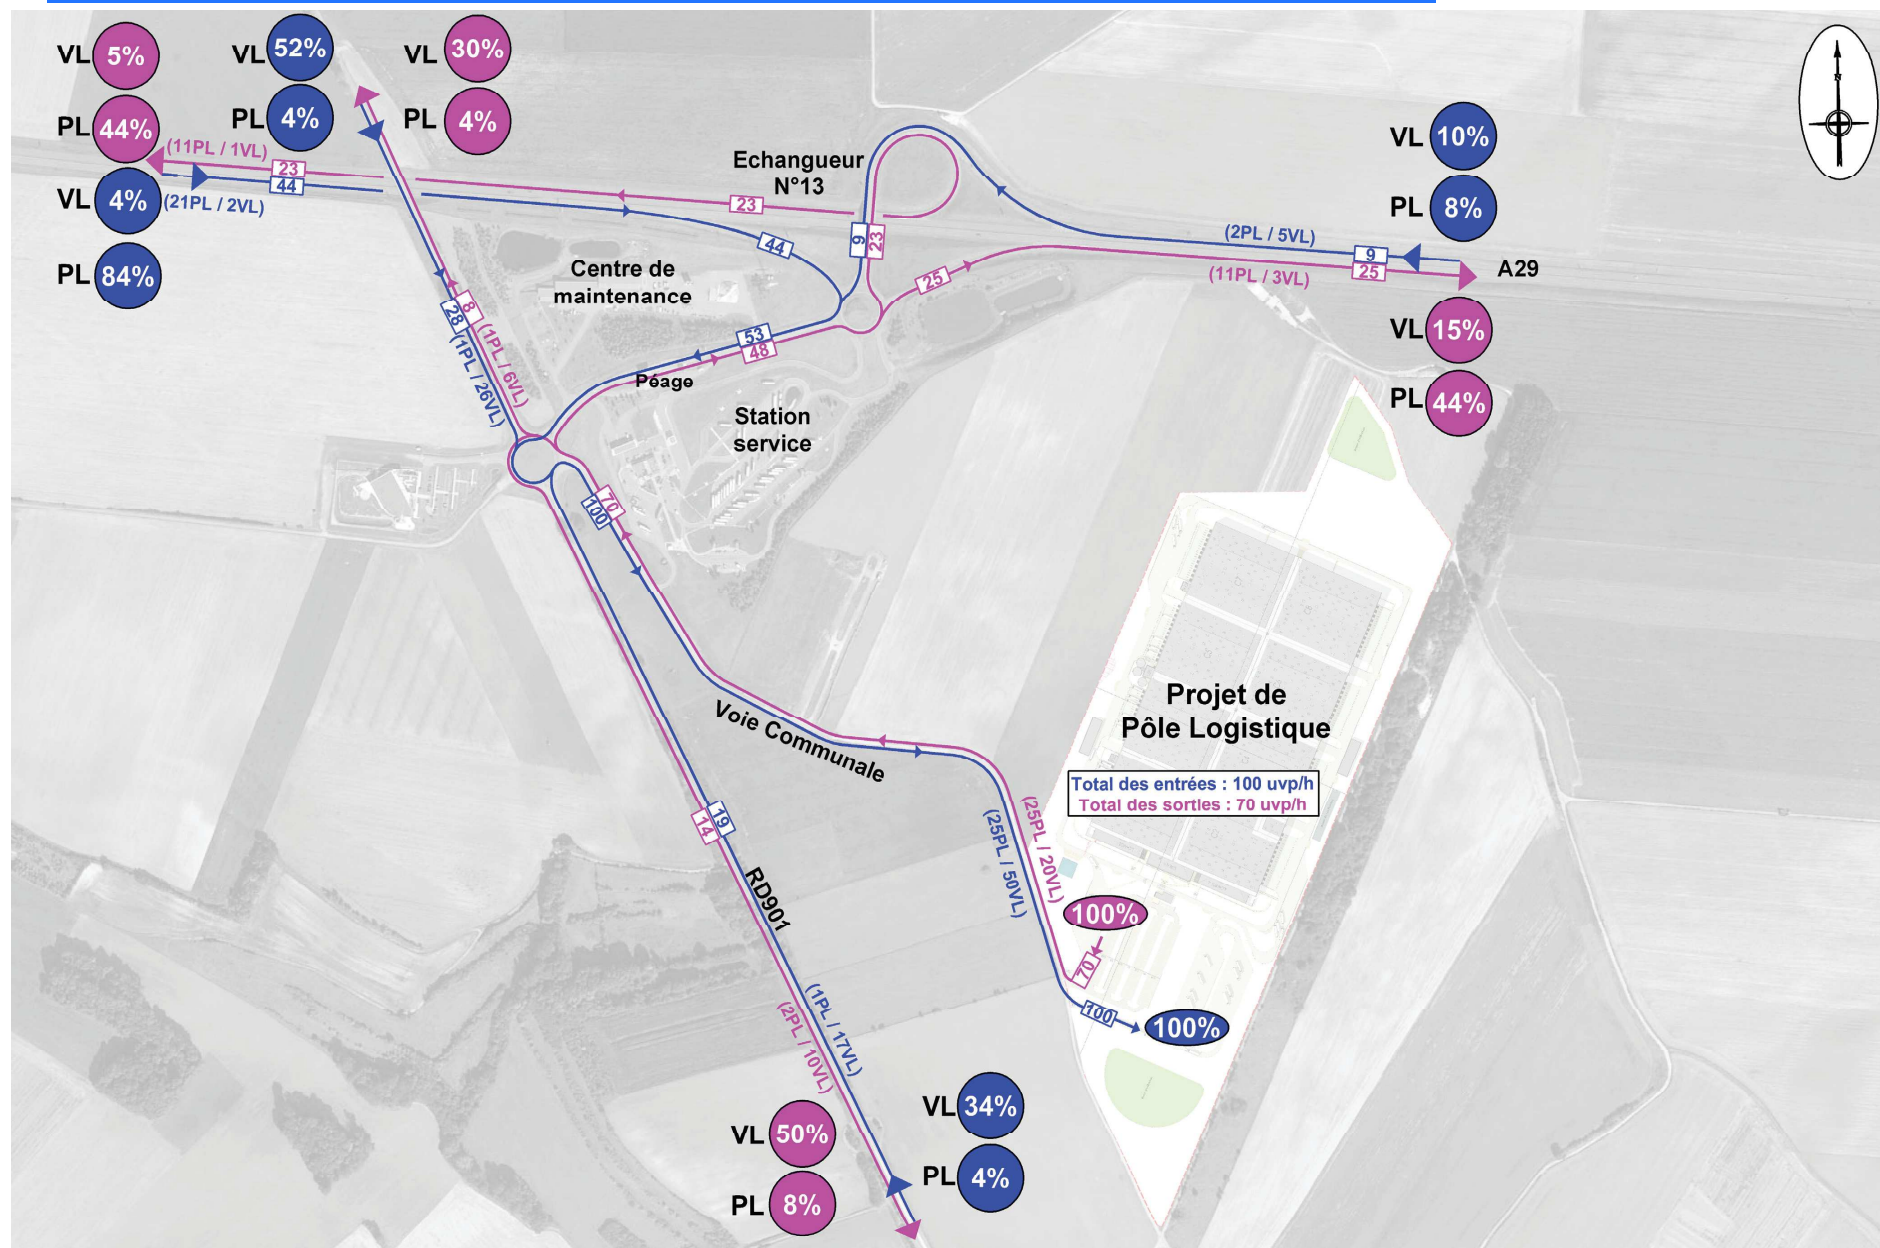 VL 5%
PL 44%
VL 52%
PL 4%
VL 30%
PL 4%
(11PL / 1VL)
23
44
VL 4%
(21PL / 2VL)
PL 84%
Echangueur
N°13
23
44
9
23
VL 10%
PL 8%
(2PL / 5VL)
9
25
(11PL / 3VL)
A29
VL 15%
PL 44%
N
Centre de
maintenance
25
8
28
(1PL / 6VL)
(1PL / 26VL)
53
48
Péage
Station
service
70
100
Voie Communale
Projet de
Pôle Logistique
Total des entrées : 100 uvp/h
Total des sorties : 70 uvp/h
19
14
RD901
(25PL / 20VL)
(25PL / 50VL)
100%
70
100
100%
(1PL / 17VL)
(2PL / 10VL)
VL 50%
PL 8%
VL 34%
PL 4%